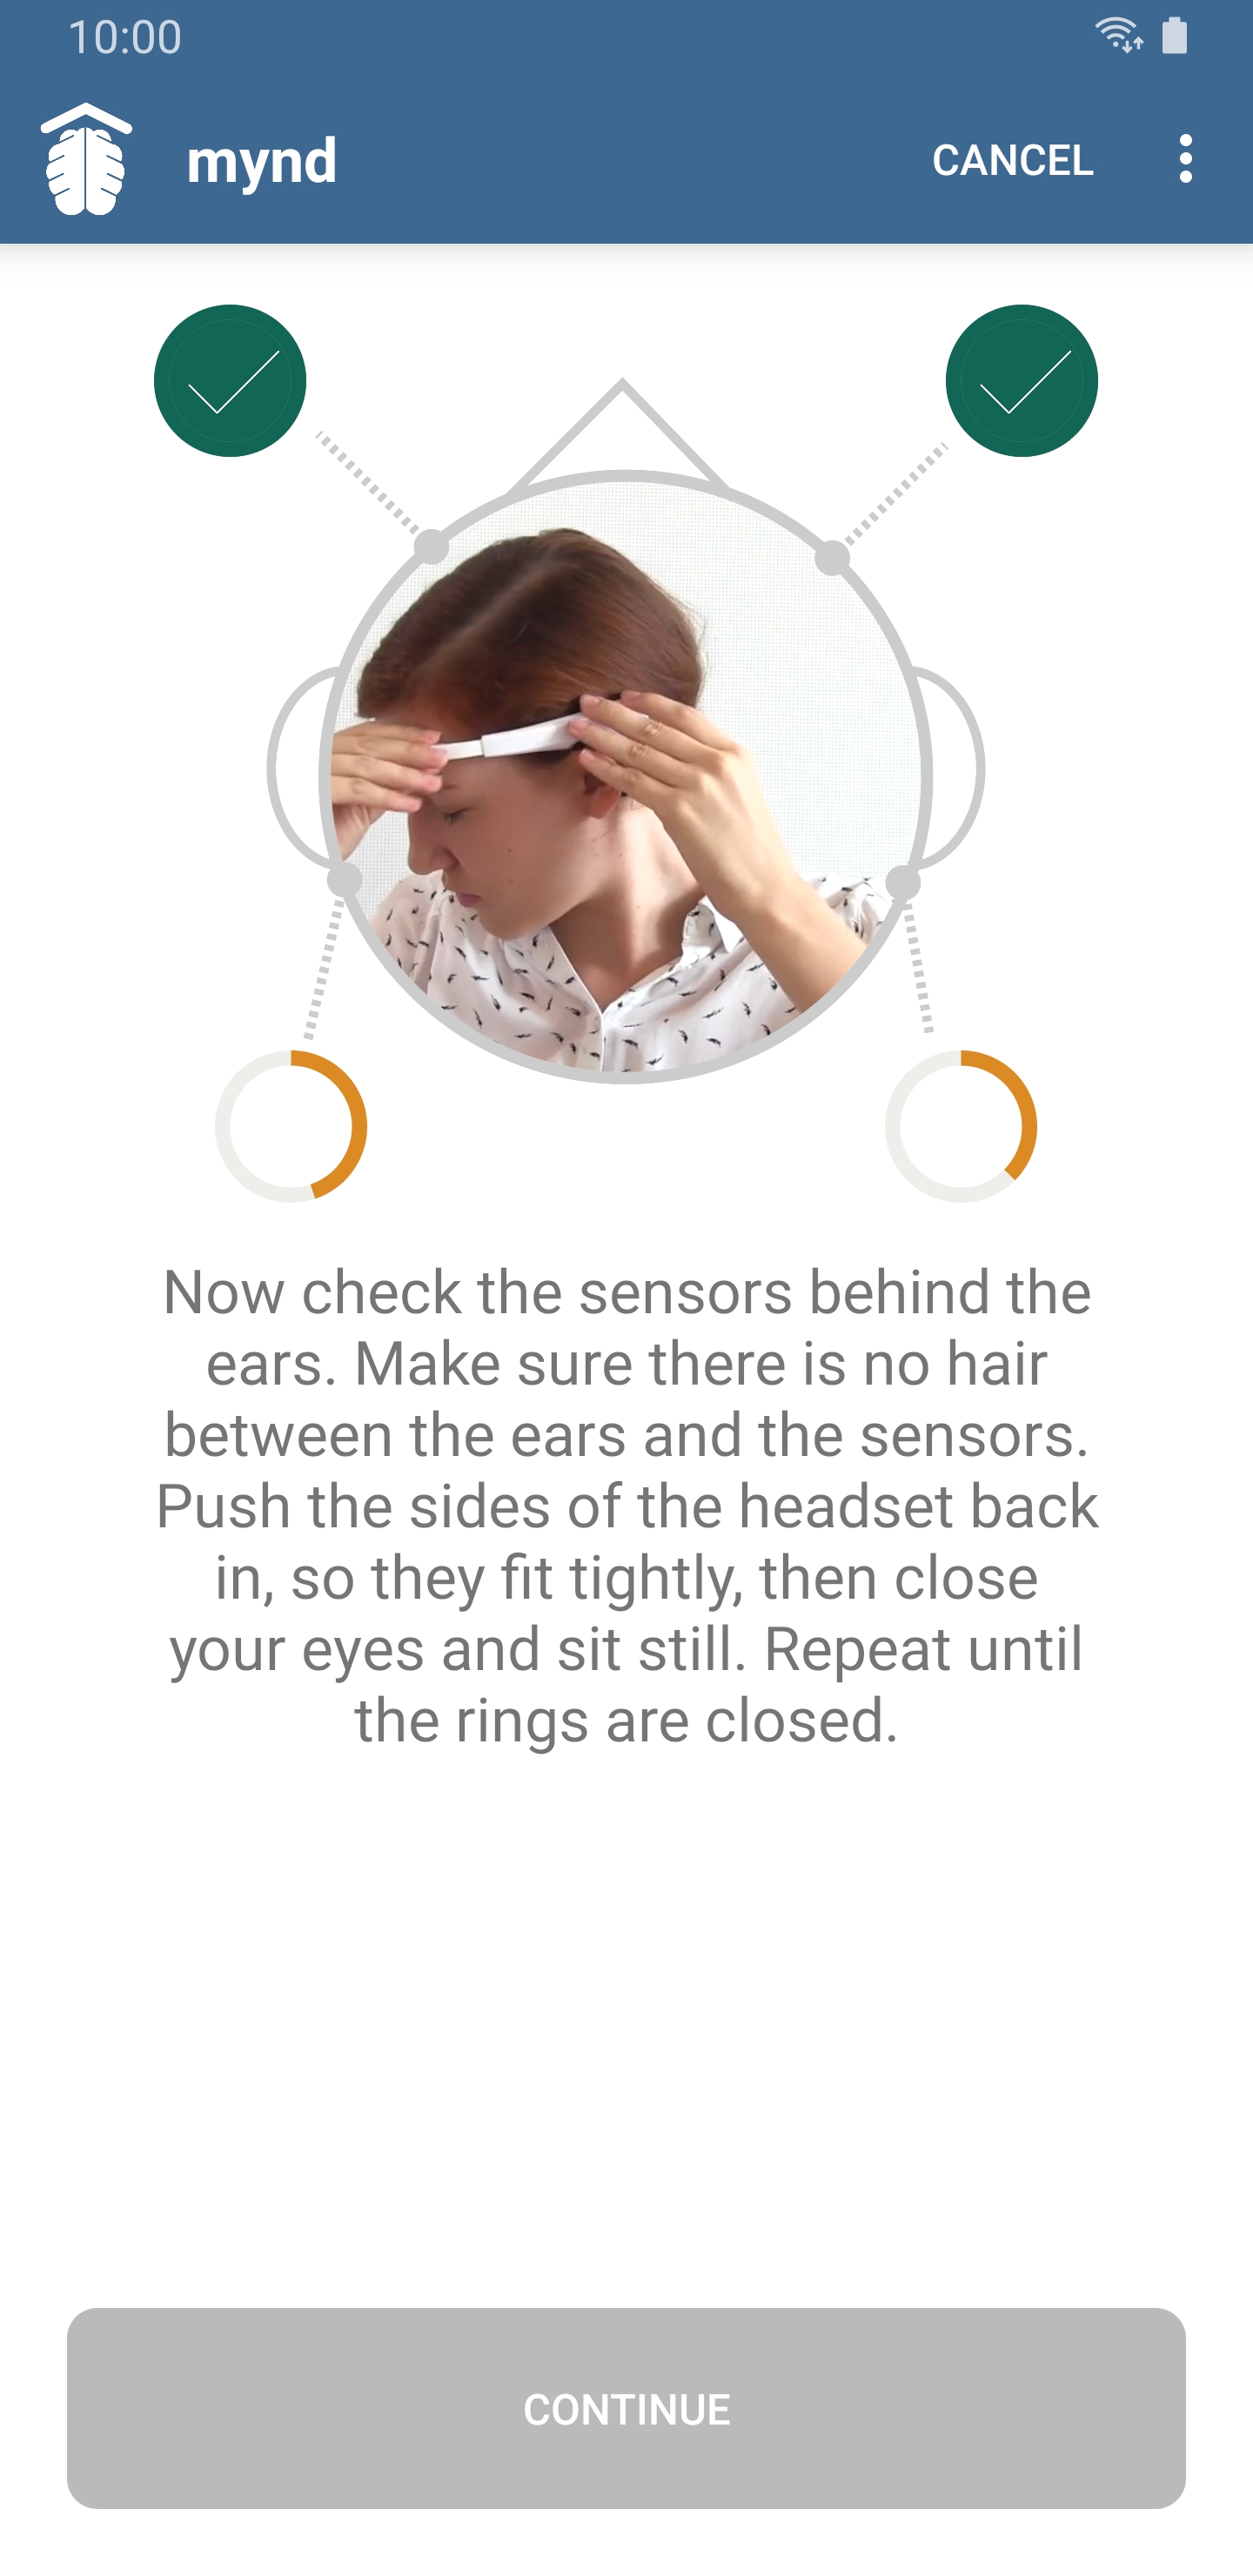 10:00
mynd
CANCEL
Now check the sensors behind the
ears. Make sure there is no hair
between the ears and the sensors.
Push the sides of the headset back
in, so they fit tightly, then close
your eyes and sit still. Repeat until
the rings are closed.
CONTINUE